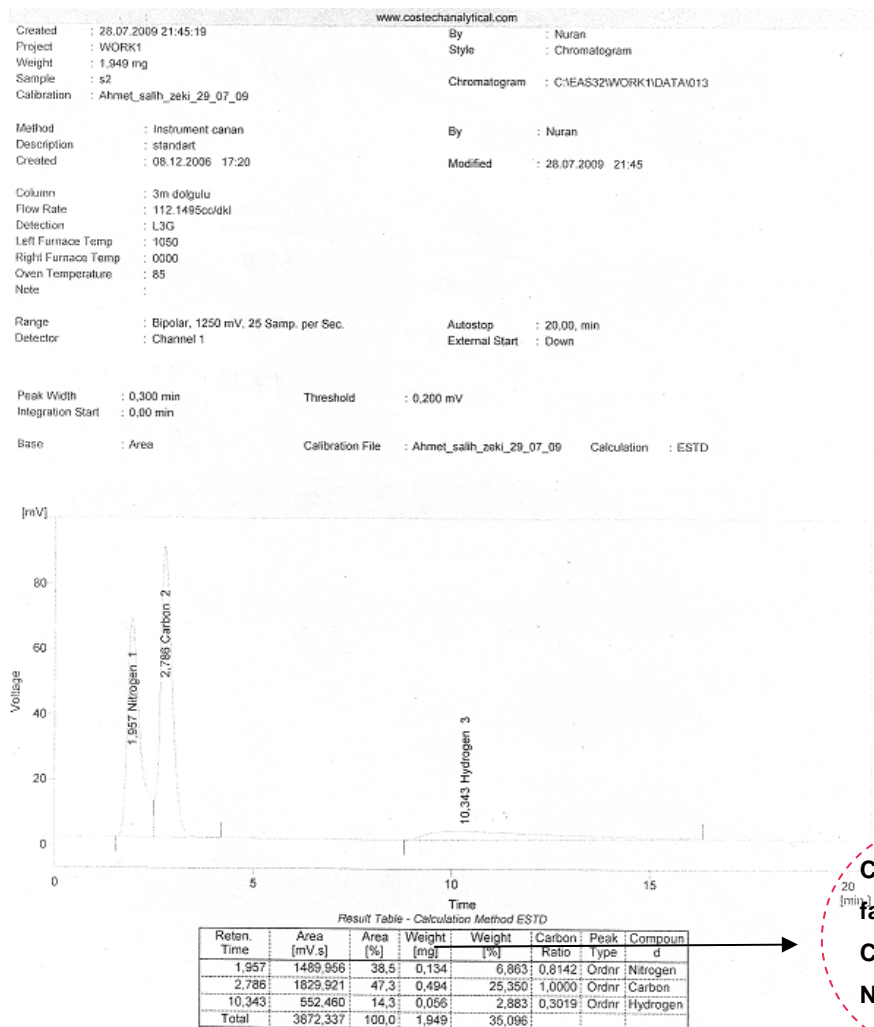 www.costechanalytical.com
Created : 28.07.2009 21:45:19 By : Nuran
Project : WORK1 Style : Chromatogram
Weight : 1,949 mg
Sample : s2 Chromatogram : C:\EAS32\WORK1\DATA\013
Calibration : Ahmet_salih_zeki_29_07_09
Method : Instrument canan By : Nuran
Description : standart
Created : 08.12.2006 17:20 Modified : 28.07.2009 21:45
Column : 3m dolgulu
Flow Rate : 112.1495cc/dkl
Detection : L3G
Left Furnace Temp : 1050
Right Furnace Temp : 0000
Oven Temperature : 85
Note :
Range : Bipolar, 1250 mV, 25 Samp. per Sec. Autostop : 20,00, min
Detector : Channel 1 External Start : Down
Peak Width : 0,300 min Threshold : 0,200 mV
Integration Start : 0,00 min
Base : Area Calibration File : Ahmet_salih_zeki_29_07_09 Calculation : ESTD
[mV]
80
60
40
20
0
Voltage
1,957 Nitrogen 1
2,786 Carbon 2
10,343 Hydrogen 3
0 5 10 15 20
[min.]
Time
C
fa
C
N
Result Table - Calculation Method ESTD
Reten. Time Area [mV.s] Area [%] Weight [mg] Weight [%] Carbon Ratio Peak Type Compoun d
1,957 1489,956 38,5 0,134 6,863 0,8142 Ordnr Nitrogen
2,786 1829,921 47,3 0,494 25,350 1,0000 Ordnr Carbon
10,343 552,460 14,3 0,056 2,883 0,3019 Ordnr Hydrogen
Total 3872,337 100,0 1,949 35,096